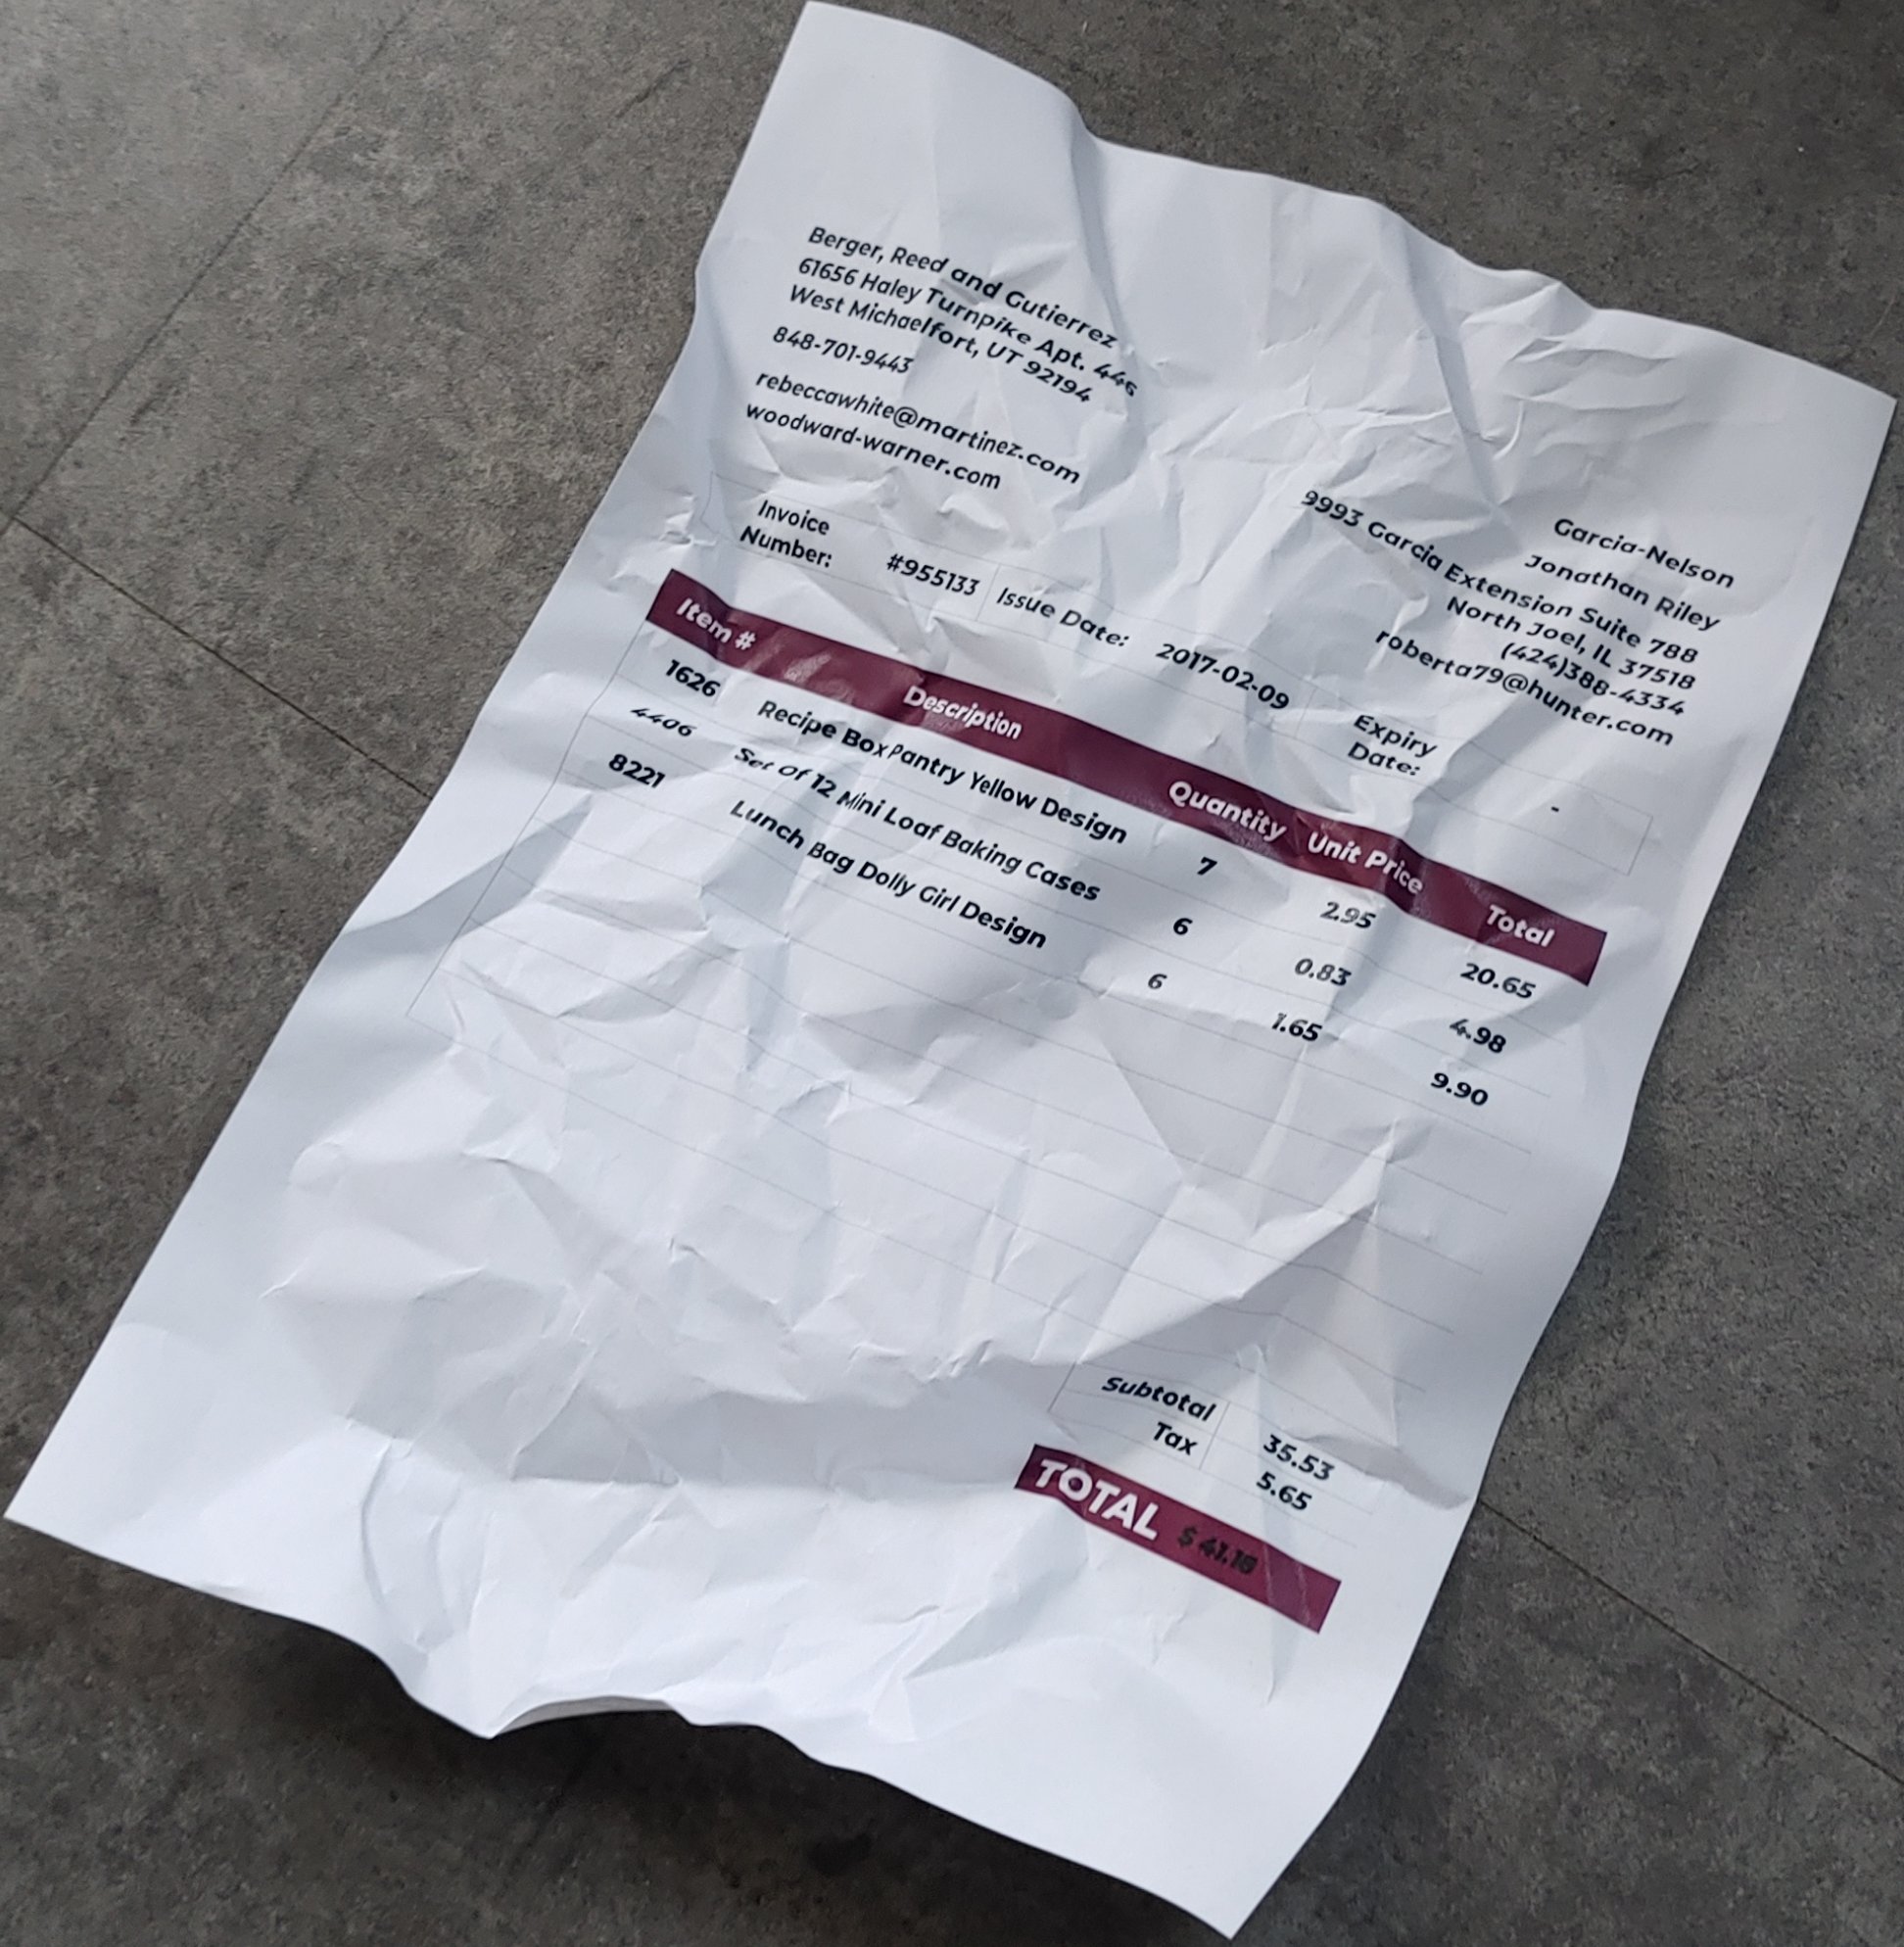 Berger, Reed and Gutierrez
61656 Haley Turnpike Apt. 446
West Michaelfort, UT 92194
848-701-9443
rebeccawhite@martinez.com
woodward-warner.com
Garcia-Nelson
Jonathan Riley
9993 Garcia Extension Suite 788
North Joel, IL 37518
(424)388-4334
roberta79@hunter.com
Invoice Number: #955133 Issue Date: 2017-02-09 Expiry Date: -
Item # Description Quantity Unit Price Total
1626 Recipe Box Pantry Yellow Design 7 2.95 20.65
4406 Set Of 12 Mini Loaf Baking Cases 6 0.83 4.98
8221 Lunch Bag Dolly Girl Design 6 1.65 9.90
Subtotal 35.53
Tax 5.65
TOTAL $ 41.18